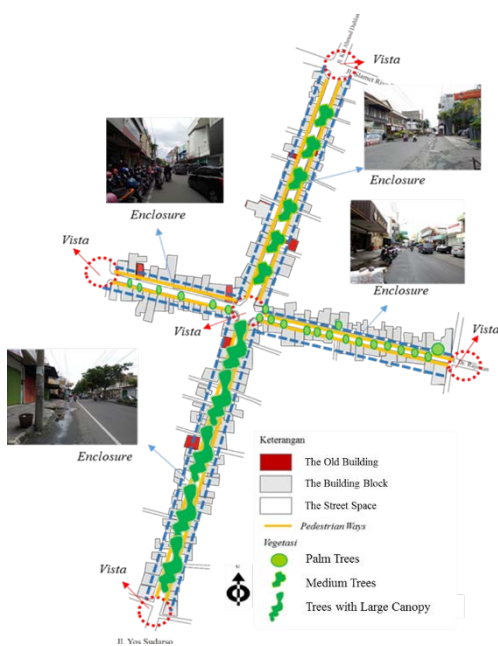 Vista
Enclosure
Enclosure
Vista
Enclosure
Vista
Vista
Enclosure
Vista
Jl. Yos Sudarso
Keterangan
The Old Building
The Building Block
The Street Space
Pedestrian Ways
Vegetasi
Palm Trees
Medium Trees
Trees with Large Canopy